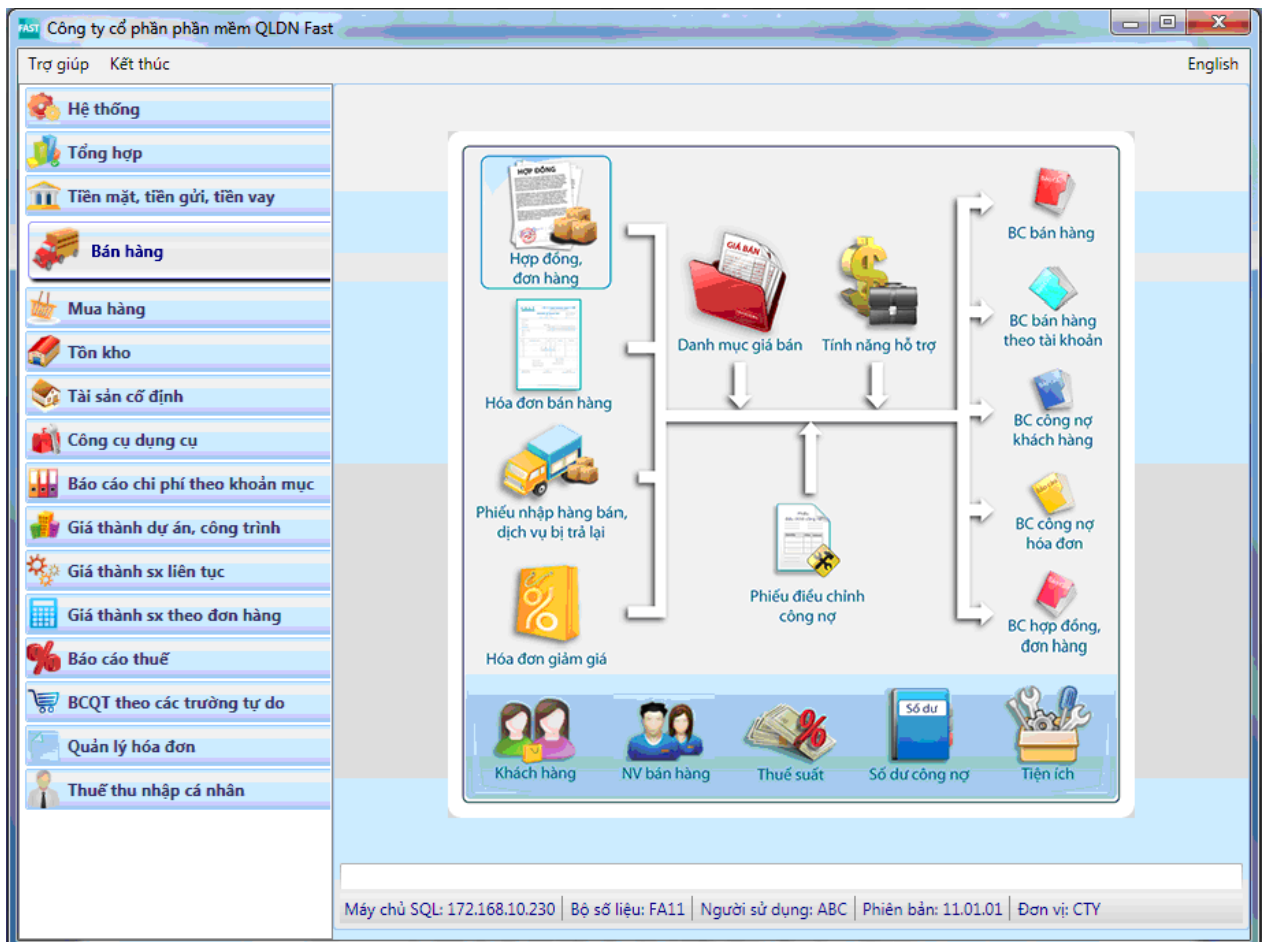 FAST Công ty cổ phần phần mềm QLDN Fast
Trợ giúp Kết thúc English
Hệ thống
Tổng hợp
Tiền mặt, tiền gửi, tiền vay
Bán hàng
Mua hàng
Tồn kho
Tài sản cố định
Công cụ dụng cụ
Báo cáo chi phí theo khoản mục
Giá thành dự án, công trình
Giá thành sx liên tục
Giá thành sx theo đơn hàng
Báo cáo thuế
BCQT theo các trường tự do
Quản lý hóa đơn
Thuế thu nhập cá nhân
HỢP ĐỒNG
Hợp đồng,
đơn hàng
Hóa đơn bán hàng
Phiếu nhập hàng bán,
dịch vụ bị trả lại
Hóa đơn giảm giá
GIÁ BÁN
Danh mục giá bán
Tính năng hỗ trợ
Phiếu điều chỉnh
công nợ
BC bán hàng
BC bán hàng
theo tài khoản
BC công nợ
khách hàng
BC công nợ
hóa đơn
BC hợp đồng,
đơn hàng
Khách hàng
NV bán hàng
Thuế suất
Số dư
Số dư công nợ
Tiện ích
Máy chủ SQL: 172.168.10.230 Bộ số liệu: FA11 Người sử dụng: ABC Phiên bản: 11.01.01 Đơn vị: CTY